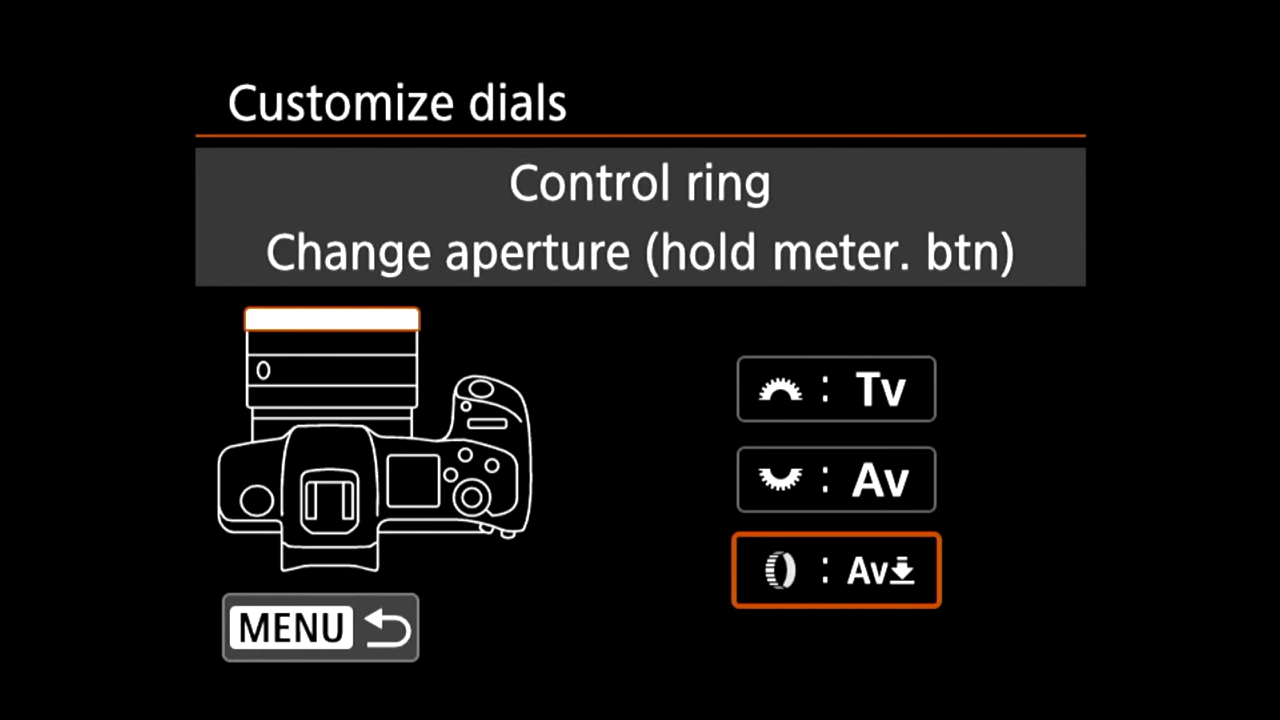 Customize dials
Control ring
Change aperture (hold meter. btn)
: Tv
: Av
: Av
MENU